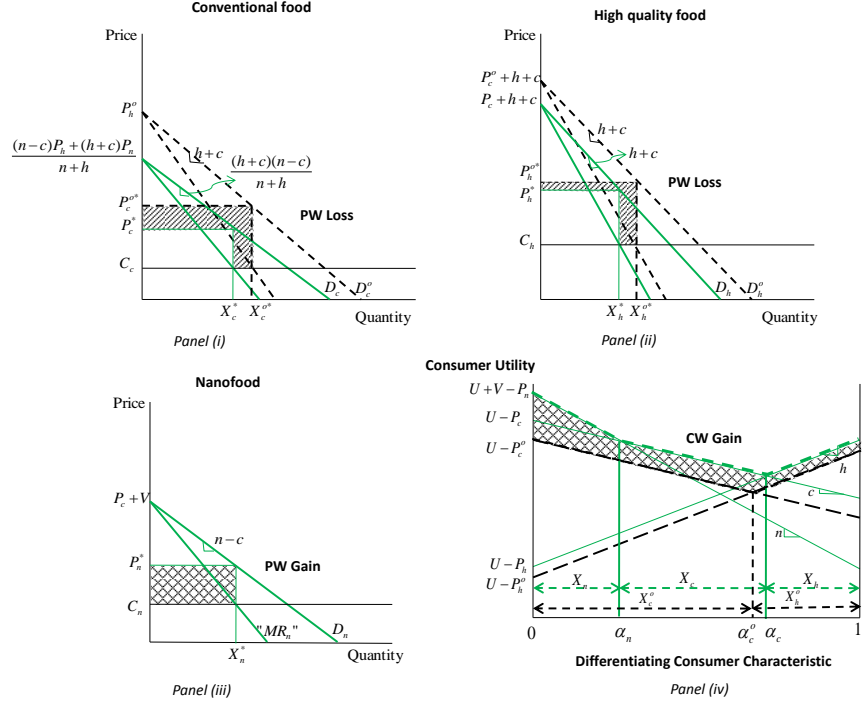 Conventional food
Price
P_h^o
((n-c)P_h+(h+c)P_n)/(n+h)
h+c
((h+c)(n-c))/(n+h)
P_c^{o*}
PW Loss
P_c^*
C_c
D_c D_c^o
X_c^* X_c^{o*} Quantity
Panel (i)
High quality food
Price
P_c^o+h+c
P_c+h+c
h+c
h+c
P_h^{o*}
PW Loss
P_h^*
C_h
D_h D_h^o
X_h^* X_h^{o*} Quantity
Panel (ii)
Nanofood
Price
P_c+V
n-c
P_n^*
PW Gain
C_n
"MR_n" D_n
X_n^* Quantity
Panel (iii)
Consumer Utility
U+V-P_n
U-P_c
CW Gain
U-P_c^o
h
c
n
U-P_h
X_n X_c X_h
U-P_h^o
X_c^o X_h^o
0 α_n α_c^o α_c 1
Differentiating Consumer Characteristic
Panel (iv)